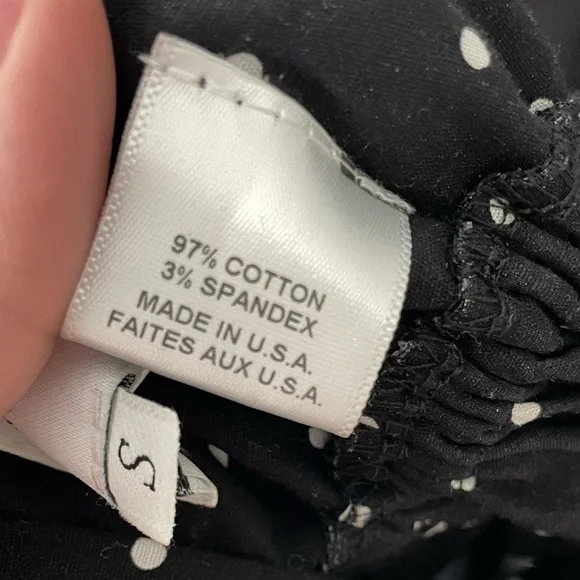 97% COTTON
3% SPANDEX
MADE IN U.S.A.
FAITES AUX U.S.A.
S